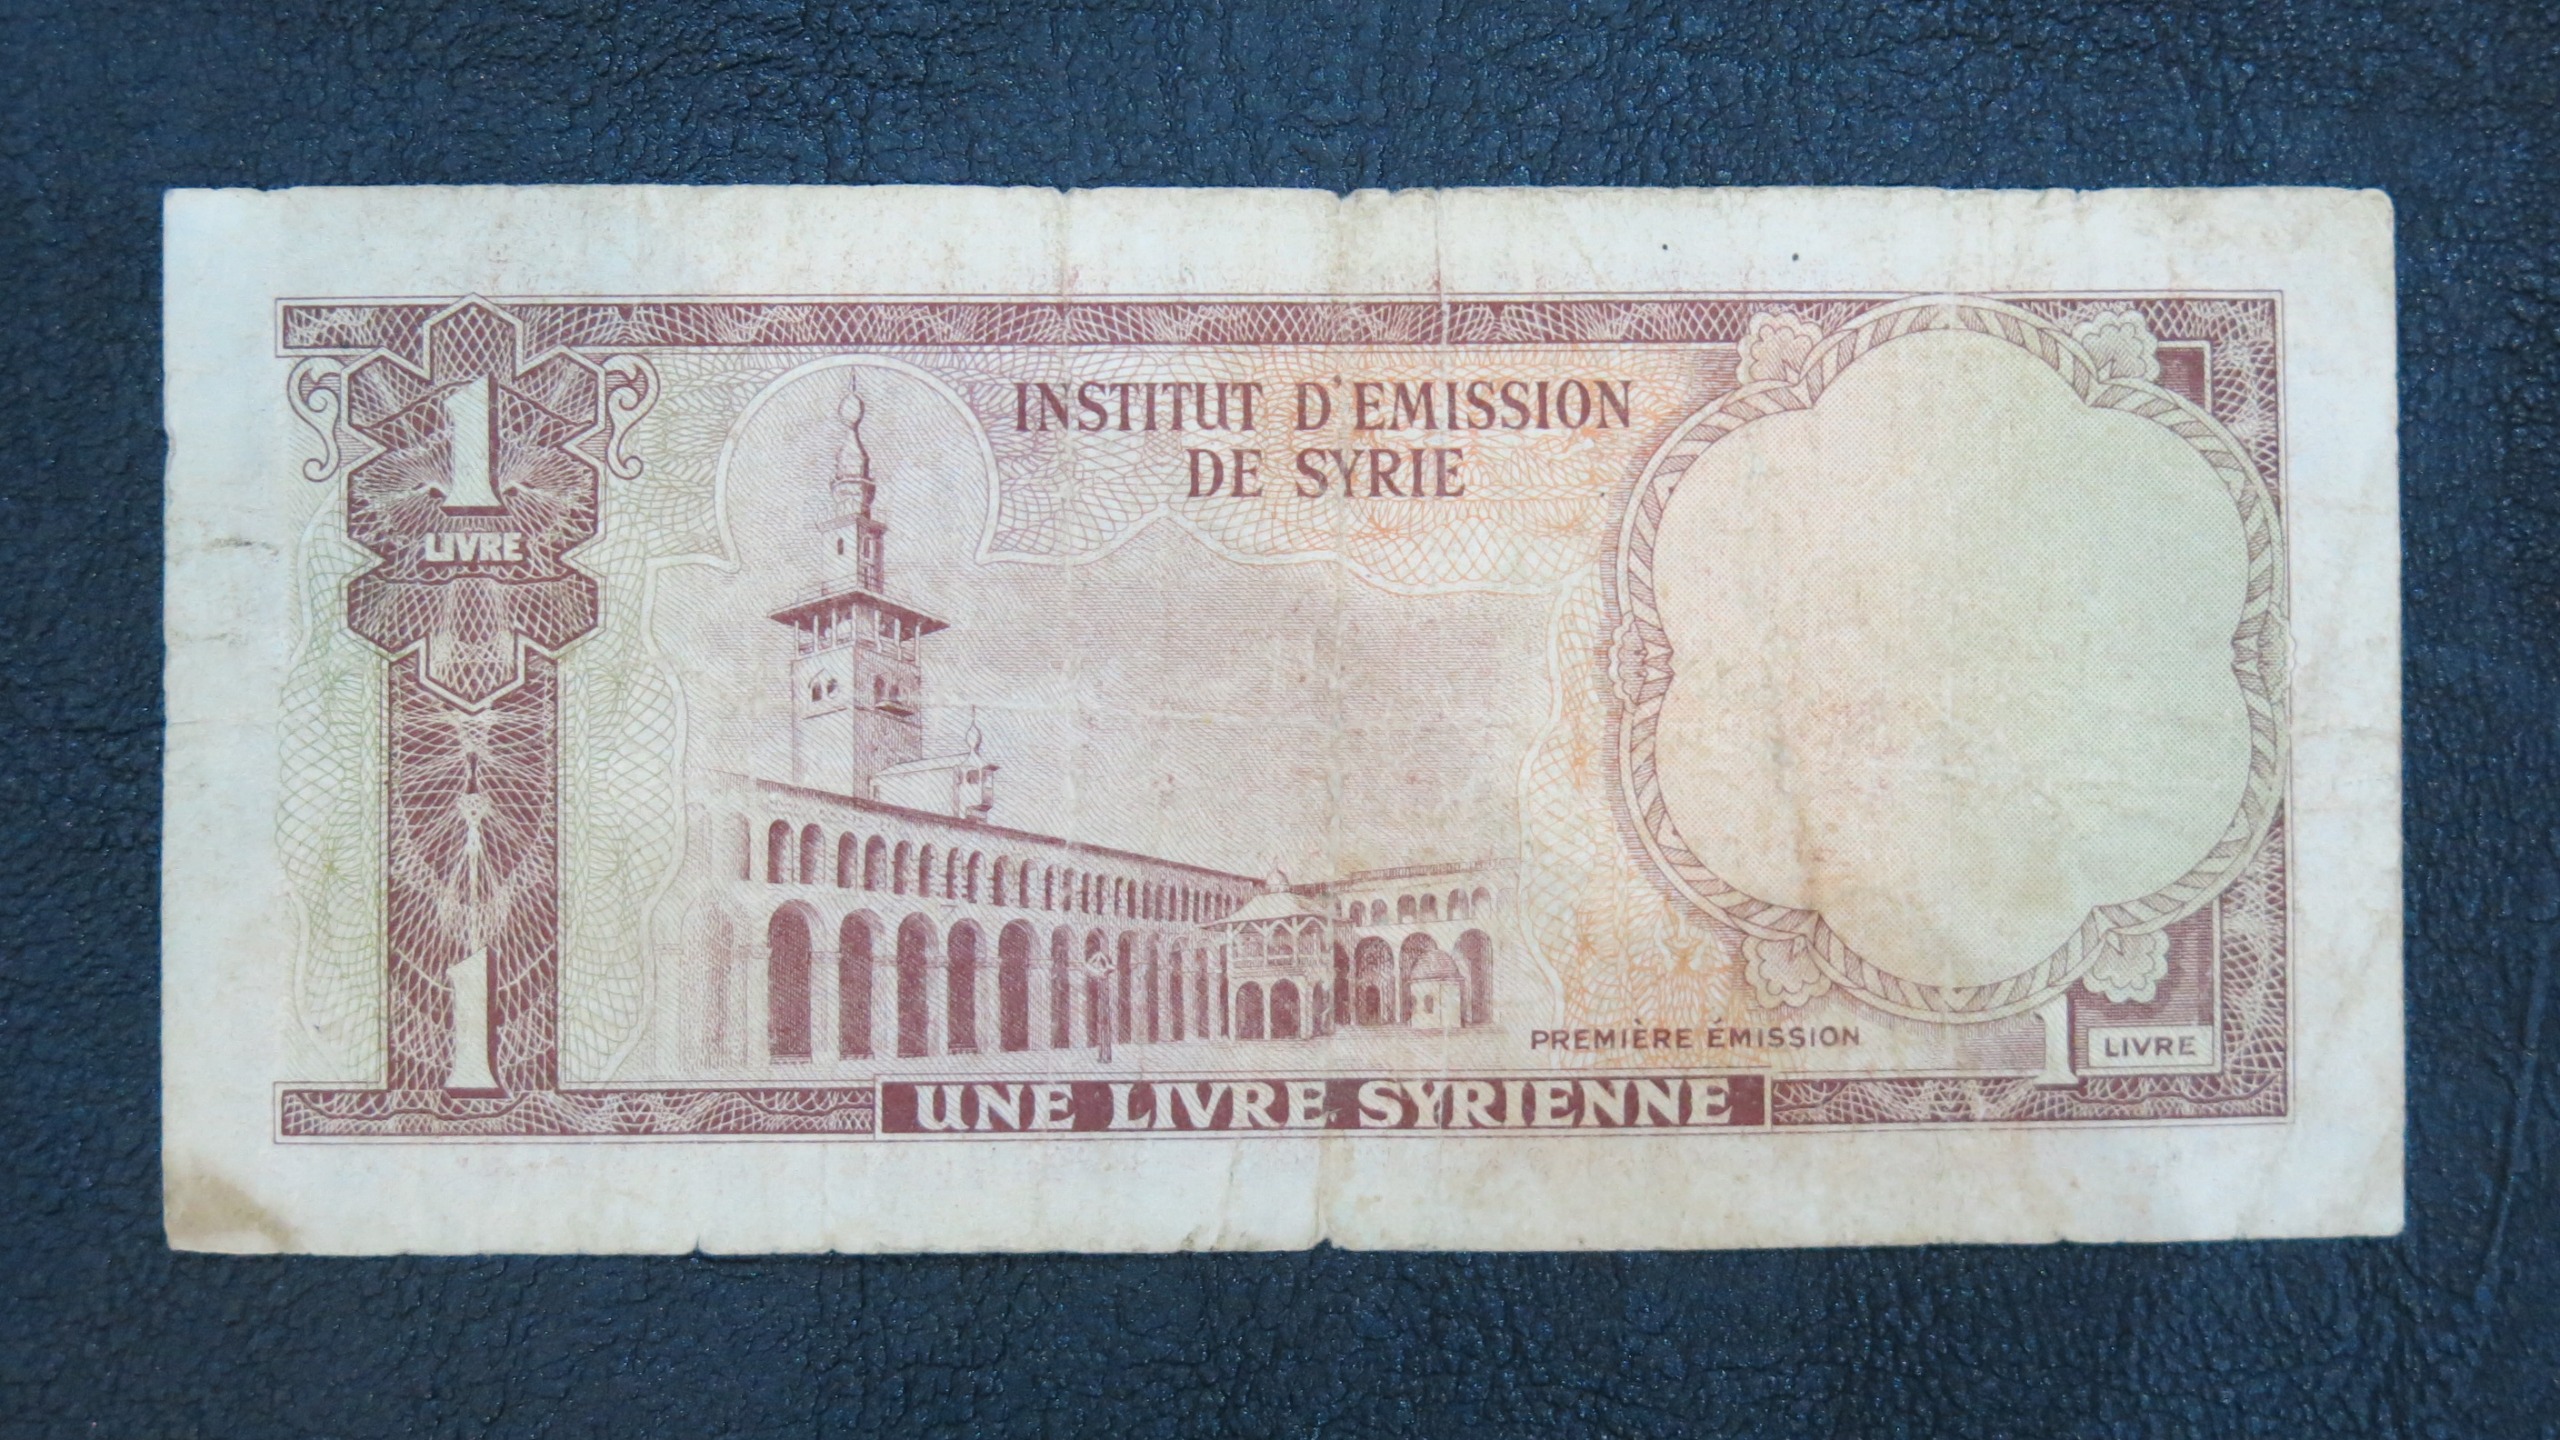 1
LIVRE
INSTITUT D'EMISSION
DE SYRIE
1
PREMIÈRE ÉMISSION
1 LIVRE
UNE LIVRE SYRIENNE